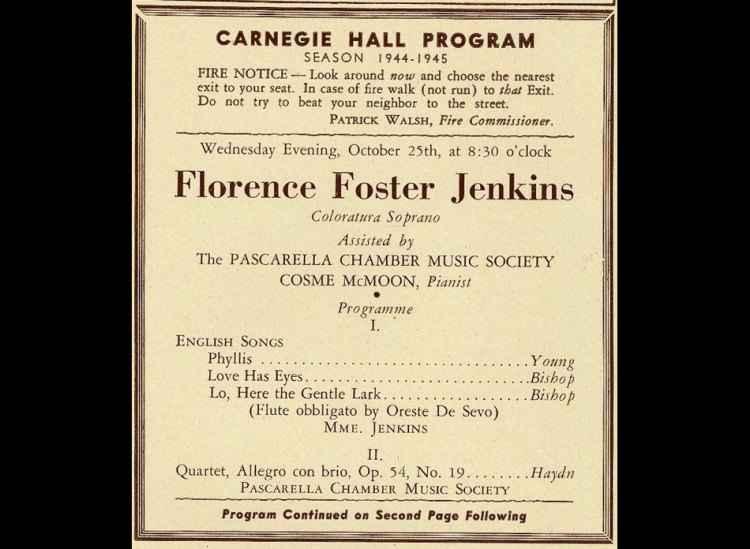 CARNEGIE HALL PROGRAM
SEASON 1944-1945
FIRE NOTICE — Look around now and choose the nearest
exit to your seat. In case of fire walk (not run) to that Exit.
Do not try to beat your neighbor to the street.
PATRICK WALSH, Fire Commissioner.
Wednesday Evening, October 25th, at 8:30 o'clock
Florence Foster Jenkins
Coloratura Soprano
Assisted by
The PASCARELLA CHAMBER MUSIC SOCIETY
COSME McMOON, Pianist
•
Programme
I.
ENGLISH SONGS
Phyllis ................................Young
Love Has Eyes...........................Bishop
Lo, Here the Gentle Lark.................Bishop
(Flute obbligato by Oreste De Sevo)
MME. JENKINS
II.
Quartet, Allegro con brio, Op. 54, No. 19........Haydn
PASCARELLA CHAMBER MUSIC SOCIETY
Program Continued on Second Page Following